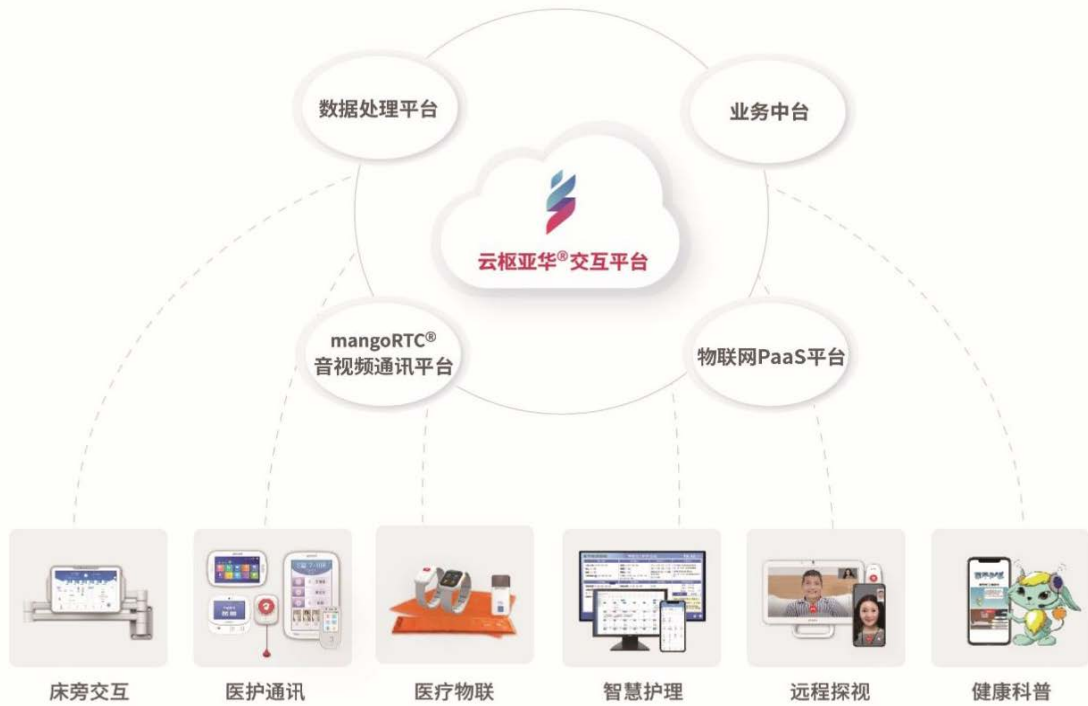 数据处理平台
业务中台
云枢亚华®交互平台
mangoRTC®
音视频通讯平台
物联网PaaS平台
床旁交互
医护通讯
医疗物联
智慧护理
远程探视
健康科普